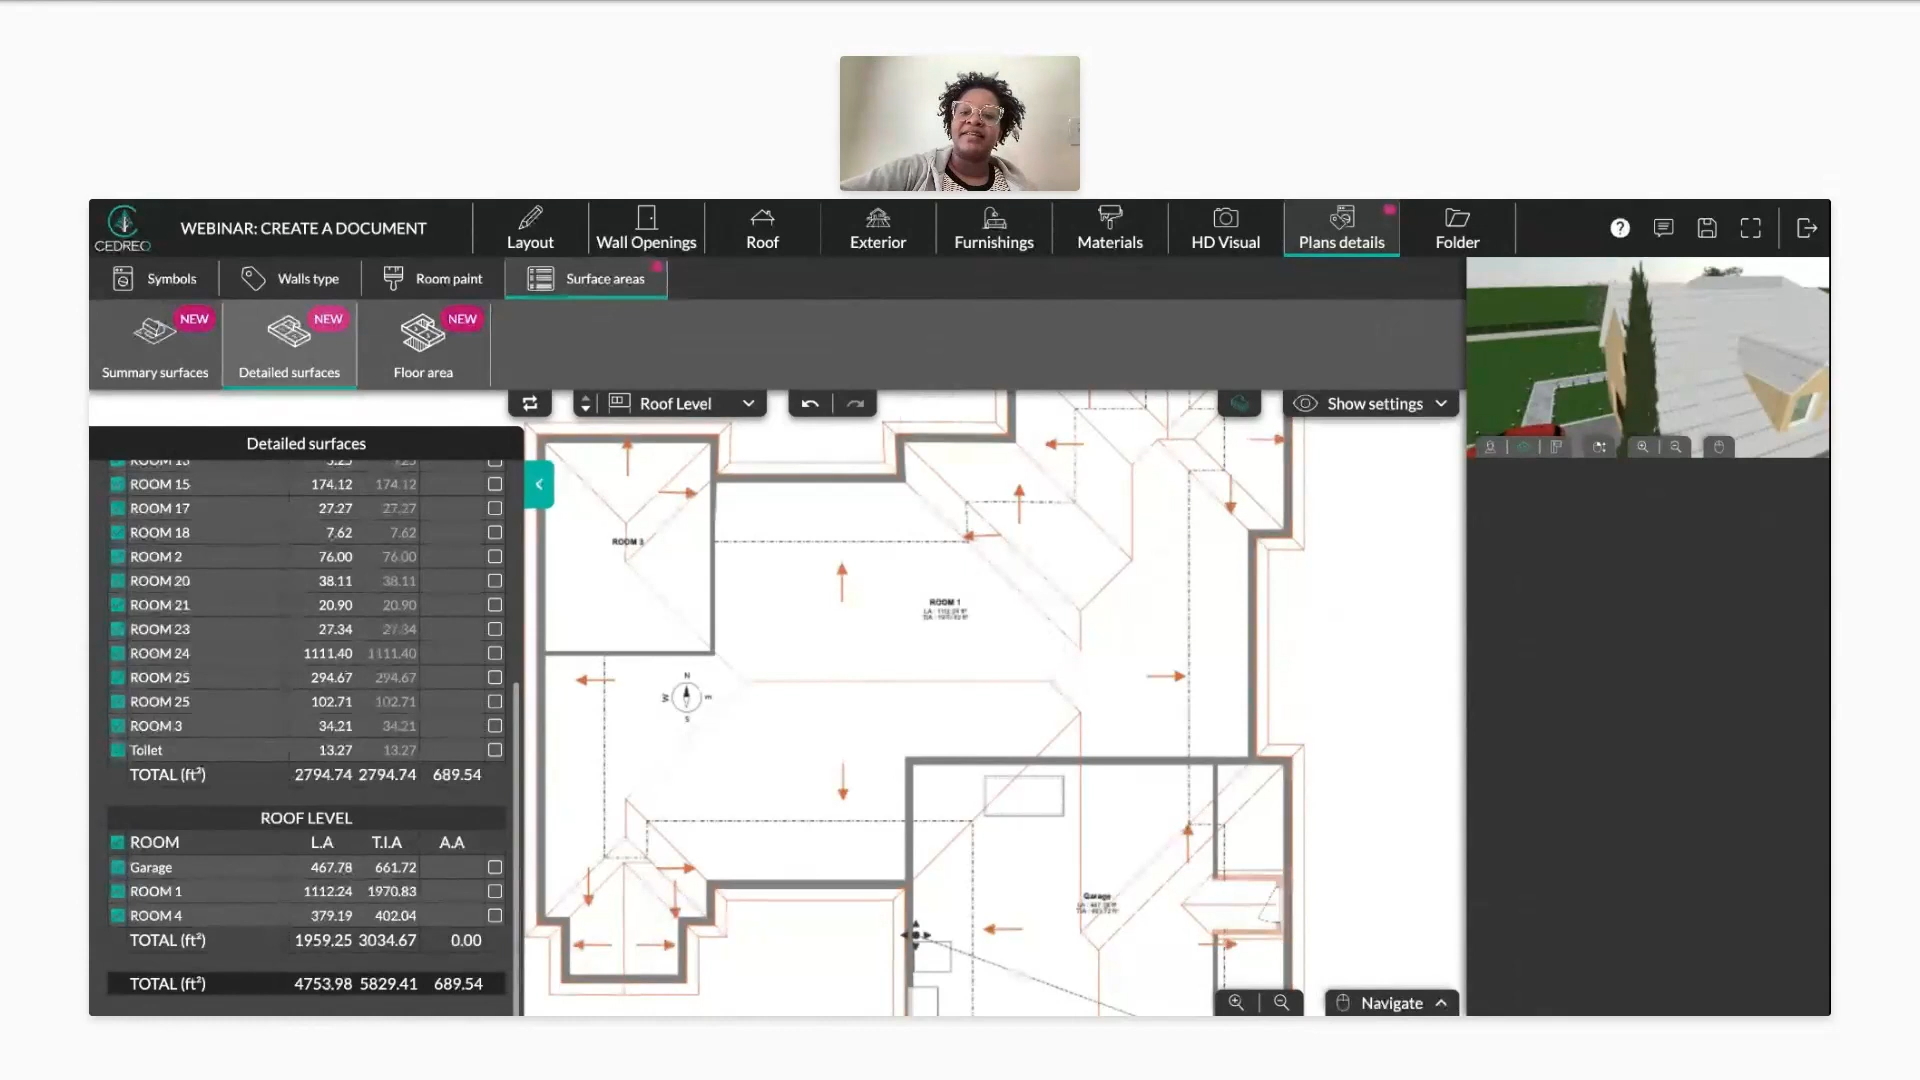 CEDREO
WEBINAR: CREATE A DOCUMENT
Layout
Wall Openings
Roof
Exterior
Furnishings
Materials
HD Visual
Plans details
Folder
?
Symbols
Walls type
Room paint
Surface areas
NEW
NEW
NEW
Summary surfaces
Detailed surfaces
Floor area
Roof Level
Show settings
Detailed surfaces
ROOM 15 174.12 174.12
ROOM 17 27.27 27.27
ROOM 18 7.62 7.62
ROOM 2 76.00 76.00
ROOM 20 38.11 38.11
ROOM 21 20.90 20.90
ROOM 23 27.34 27.34
ROOM 24 1111.40 1111.40
ROOM 25 294.67 294.67
ROOM 25 102.71 102.71
ROOM 3 34.21 34.21
Toilet 13.27 13.27
TOTAL (ft²) 2794.74 2794.74 689.54
ROOF LEVEL
ROOM L.A T.I.A A.A
Garage 467.78 661.72
ROOM 1 1112.24 1970.83
ROOM 4 379.19 402.04
TOTAL (ft²) 1959.25 3034.67 0.00
TOTAL (ft²) 4753.98 5829.41 689.54
ROOM 3
ROOM 1
N
W
S
Garage
Navigate